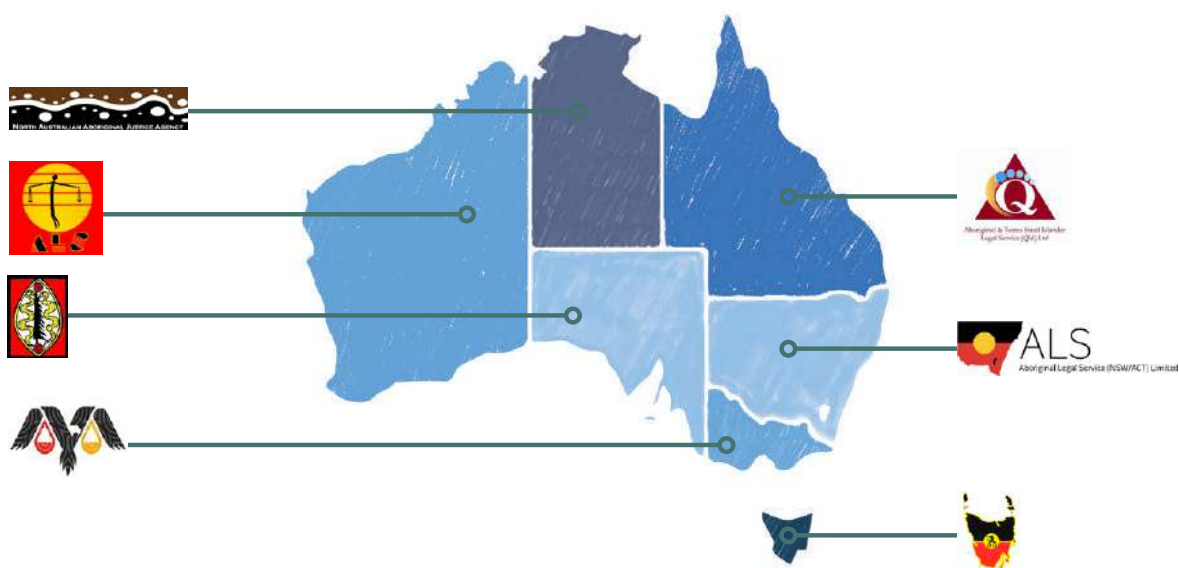 NORTH AUSTRALIAN ABORIGINAL JUSTICE AGENCY
ALS
Q
Aboriginal & Torres Strait Islander
Legal Service (Qld) Ltd
ALS
Aboriginal Legal Service (NSW/ACT) Limited